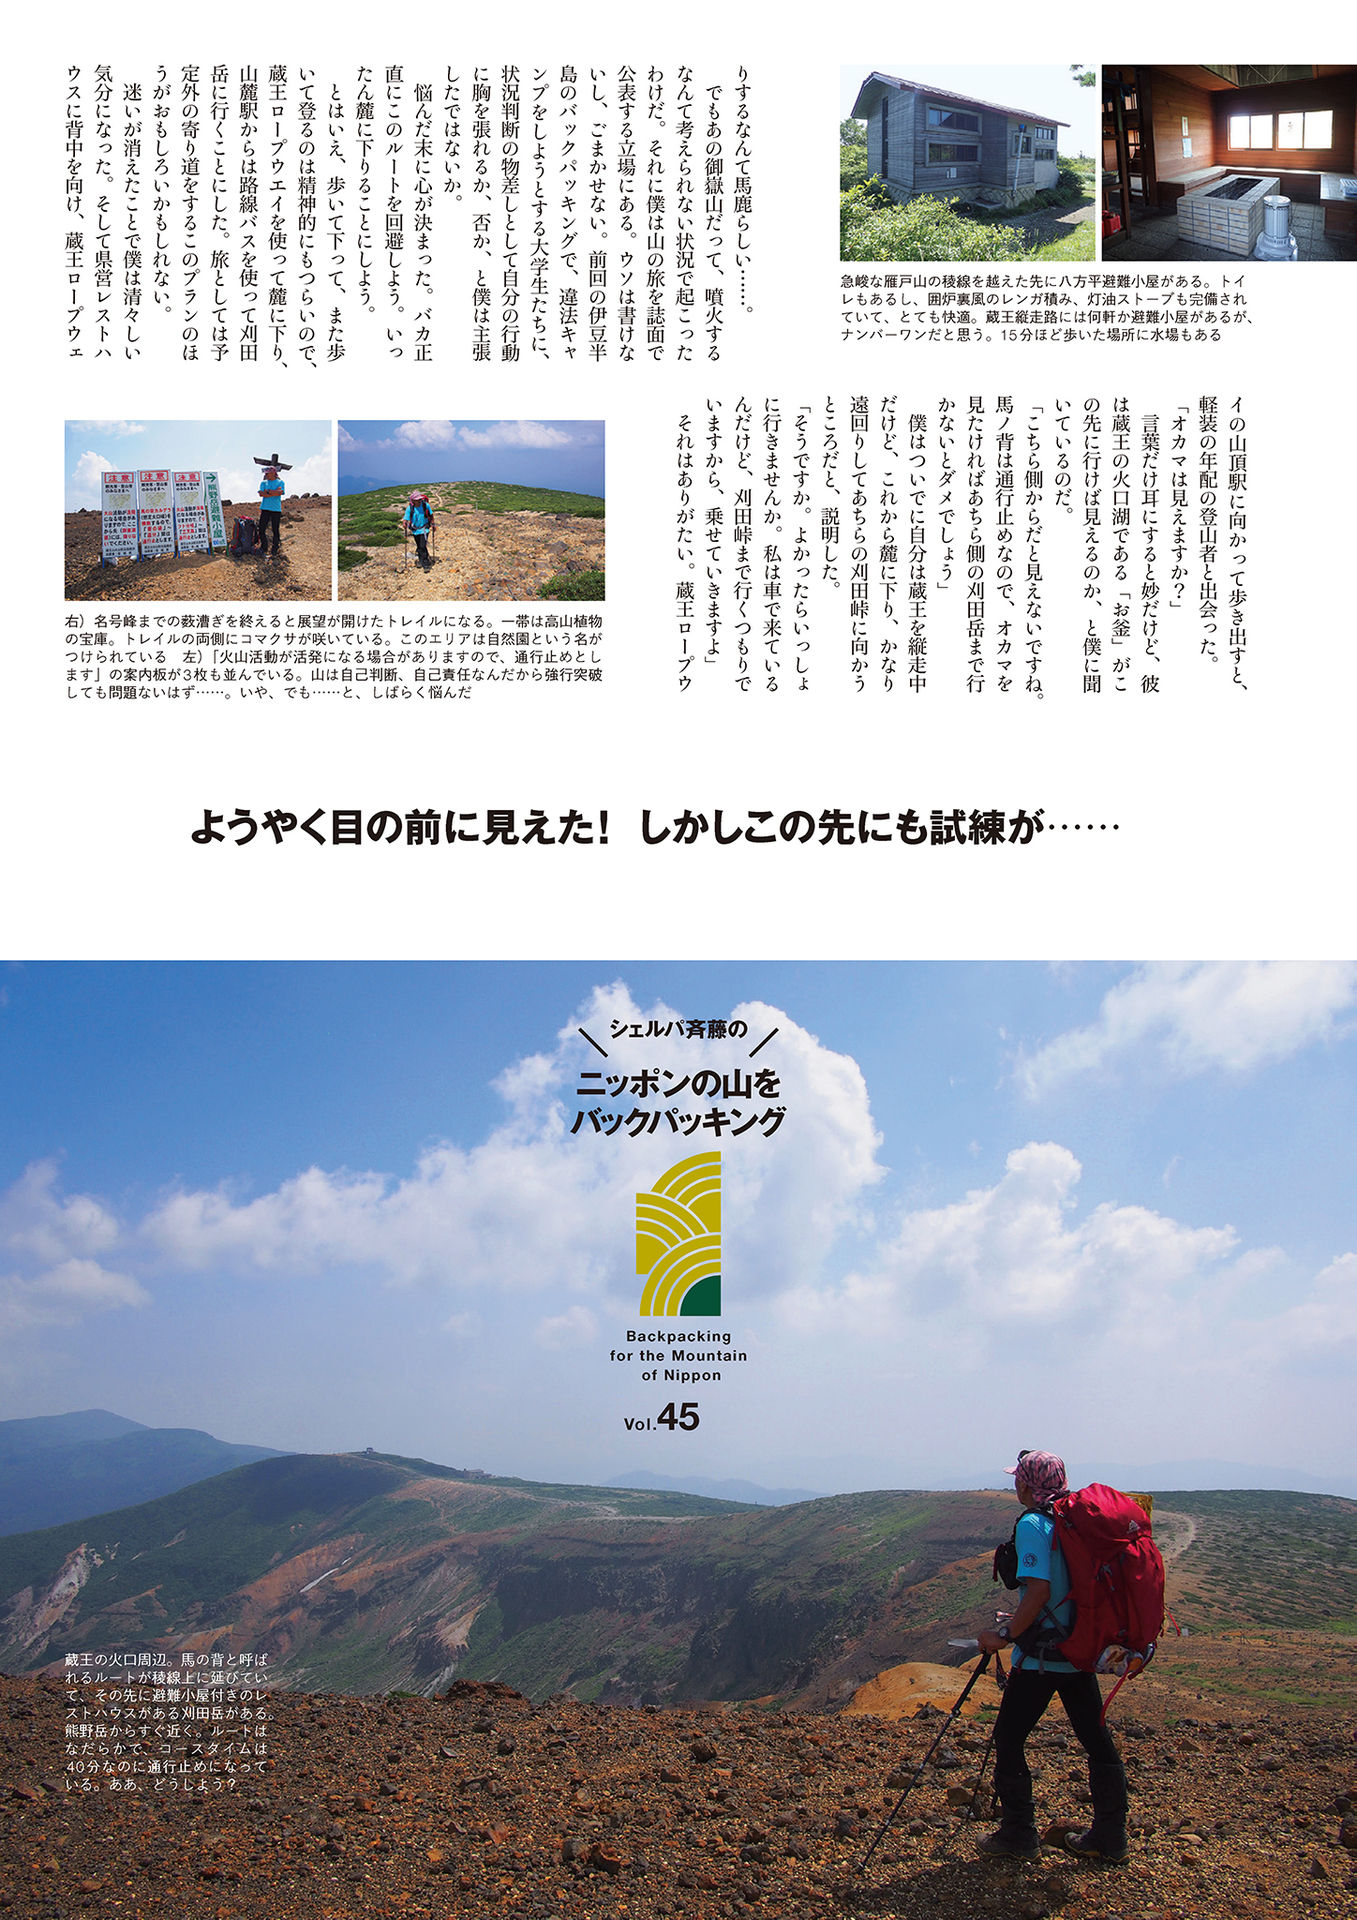 りするなんて馬鹿らしい……。
でもあの御嶽山だって、噴火する
なんて考えられない状況で起こった
わけだ。それに僕は山の旅を誌面で
公表する立場にある。ウソは書けな
いし、ごまかせない。前回の伊豆半
島のバックパッキングで、違法キャ
ンプをしようとする大学生たちに、
状況判断の物差しとして自分の行動
に胸を張れるか、否か、と僕は主張
したではないか。
悩んだ末に心が決まった。バカ正
直にこのルートを回避しよう。いっ
たん麓に下りることにしよう。
とはいえ、歩いて下って、また歩
いて登るのは精神的にもつらいので、
蔵王ロープウエイを使って麓に下り、
山麓駅からは路線バスを使って刈田
岳に行くことにした。旅としては予
定外の寄り道をするこのプランのほ
うがおもしろいかもしれない。
迷いが消えたことで僕は清々しい
気分になった。そして県営レストハ
ウスに背中を向け、蔵王ロープウェ
急峻な雁戸山の稜線を越えた先に八方平避難小屋がある。トイ
レもあるし、囲炉裏風のレンガ積み、灯油ストーブも完備され
ていて、とても快適。蔵王縦走路には何軒か避難小屋があるが、
ナンバーワンだと思う。15分ほど歩いた場所に水場もある
イの山頂駅に向かって歩き出すと、
軽装の年配の登山者と出会った。
「オカマは見えますか？」
言葉だけ耳にすると妙だけど、彼
は蔵王の火口湖である「お釜」がこ
の先に行けば見えるのか、と僕に聞
いているのだ。
「こちら側からだと見えないですね。
馬ノ背は通行止めなので、オカマを
見たければあちら側の刈田岳まで行
かないとダメでしょう」
僕はついでに自分は蔵王を縦走中
だけど、これから麓に下り、かなり
遠回りしてあちらの刈田峠に向かう
ところだと、説明した。
「そうですか。よかったらいっしょ
に行きませんか。私は車で来ている
んだけど、刈田峠まで行くつもりで
いますから、乗せていきますよ」
それはありがたい。蔵王ロープウ
注意
注意
注意
熊野岳避難小屋
右）名号峰までの藪漕ぎを終えると展望が開けたトレイルになる。一帯は高山植物
の宝庫。トレイルの両側にコマクサが咲いている。このエリアは自然園という名が
つけられている　左）「火山活動が活発になる場合がありますので、通行止めとし
ます」の案内板が3枚も並んでいる。山は自己判断、自己責任なんだから強行突破
しても問題ないはず……。いや、でも……と、しばらく悩んだ
ようやく目の前に見えた！ しかしこの先にも試練が……
シェルパ斉藤の
ニッポンの山を
バックパッキング
Backpacking
for the Mountain
of Nippon
Vol.45
蔵王の火口周辺。馬の背と呼ば
れるルートが稜線上に延びてい
て、その先に避難小屋付きのレ
ストハウスがある刈田岳がある。
熊野岳からすぐ近く。ルートは
なだらかで、コースタイムは
40分なのに通行止めになって
いる。ああ、どうしよう？